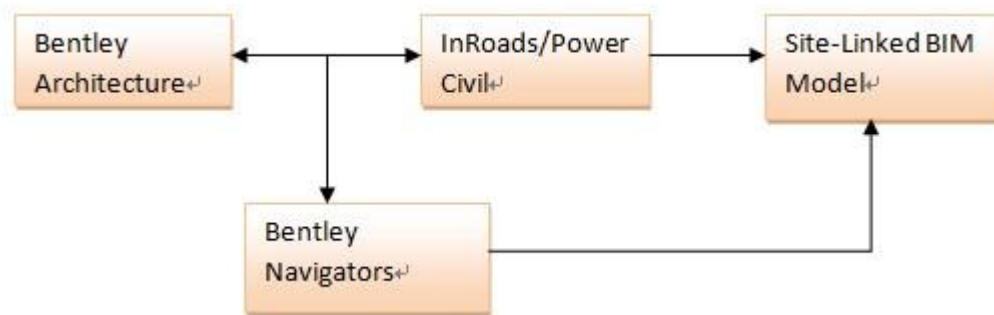 Bentley
Architecture↵
InRoads/Power
Civil↵
Site-Linked BIM
Model↵
Bentley
Navigators↵